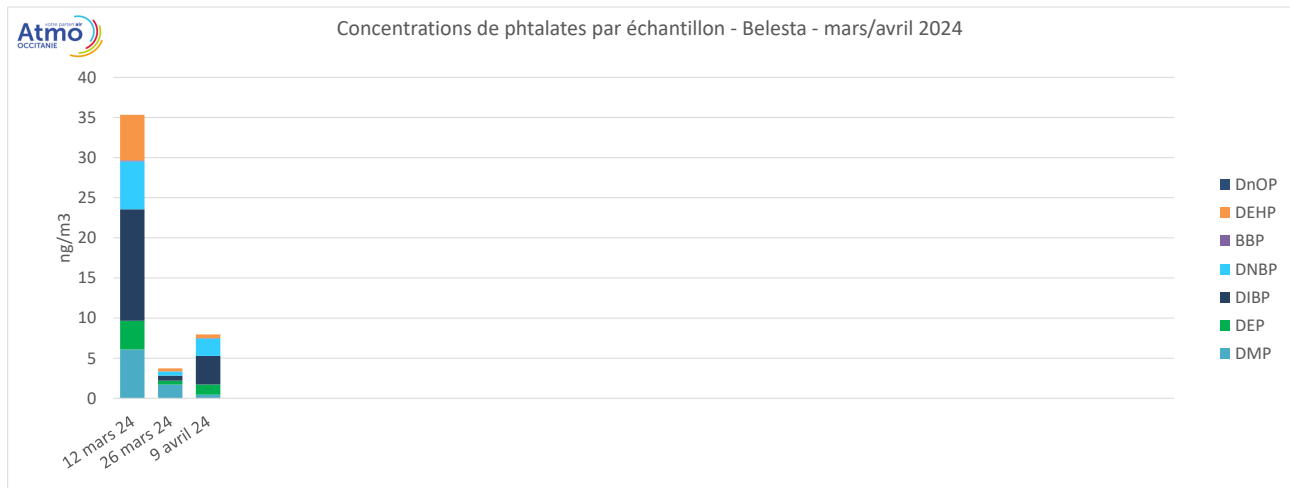 votre parten'air
Atmo
OCCITANIE
Concentrations de phtalates par échantillon - Belesta - mars/avril 2024
40
35
30
25
20
15
10
5
0
ng/m3
12 mars 24
26 mars 24
9 avril 24
DnOP
DEHP
BBP
DNBP
DIBP
DEP
DMP